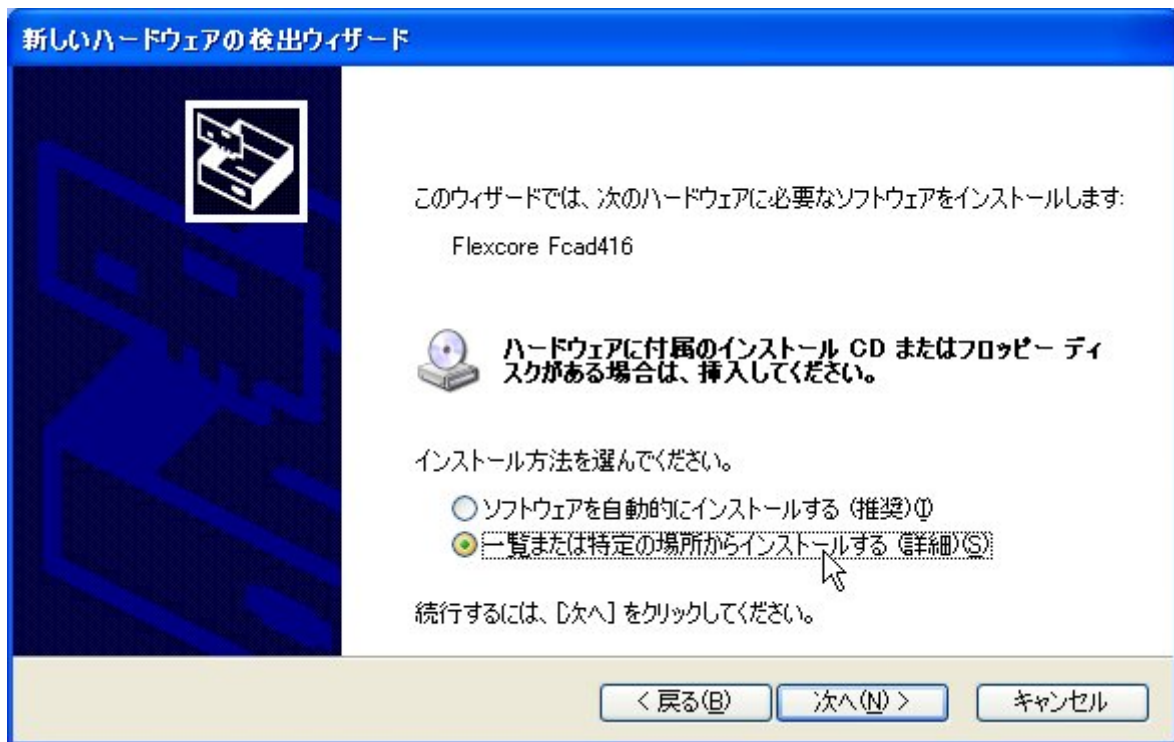 新しいハードウェアの検出ウィザード
このウィザードでは、次のハードウェアに必要なソフトウェアをインストールします:
Flexcore Fcad416
ハードウェアに付属のインストール CD またはフロッピー ディ
スクがある場合は、挿入してください。
インストール方法を選んでください。
ソフトウェアを自動的にインストールする (推奨)(I)
一覧または特定の場所からインストールする (詳細)(S)
続行するには、[次へ] をクリックしてください。
< 戻る(B)
次へ(N) >
キャンセル